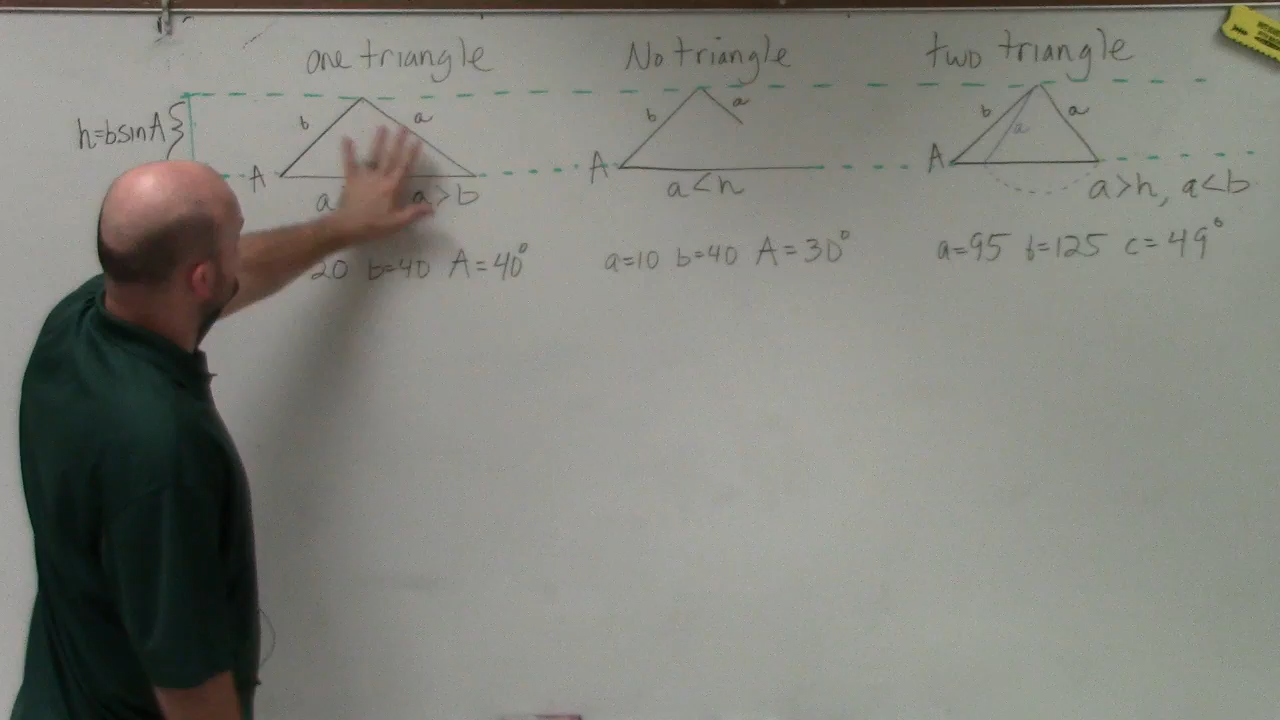 one triangle
No triangle
two triangle
h=bsinA
b
a
A
a
a>b
b
a
A
a<h
b
a
a
A
a>h, a<b
20 b=40 A=40°
a=10 b=40 A=30°
a=95 b=125 c=49°